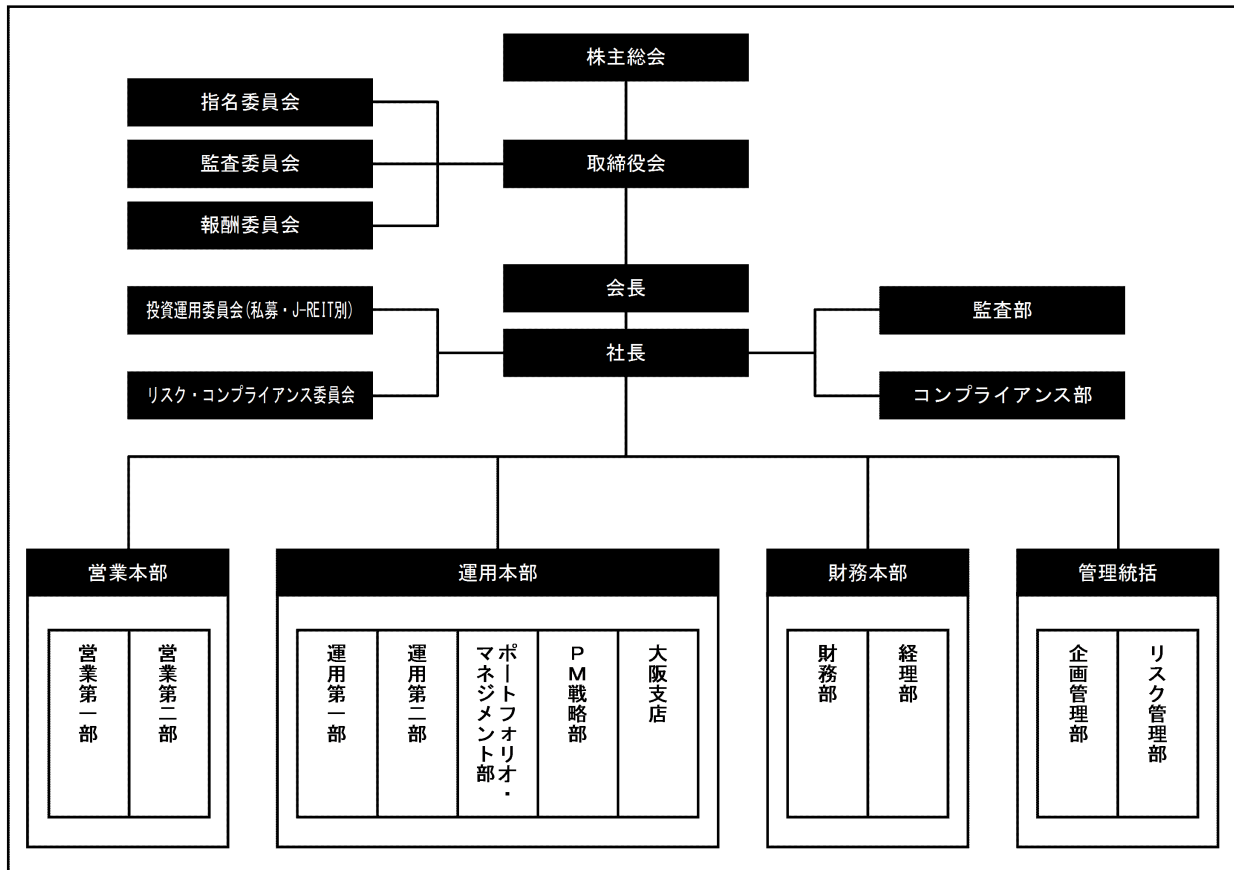 株主総会
指名委員会
監査委員会
取締役会
報酬委員会
会長
投資運用委員会(私募・J-REIT別)
監査部
社長
リスク・コンプライアンス委員会
コンプライアンス部
営業本部
運用本部
財務本部
管理統括
営業第一部
営業第二部
運用第一部
運用第二部
ポートフォリオ・
マネジメント部
PM戦略部
大阪支店
財務部
経理部
企画管理部
リスク管理部